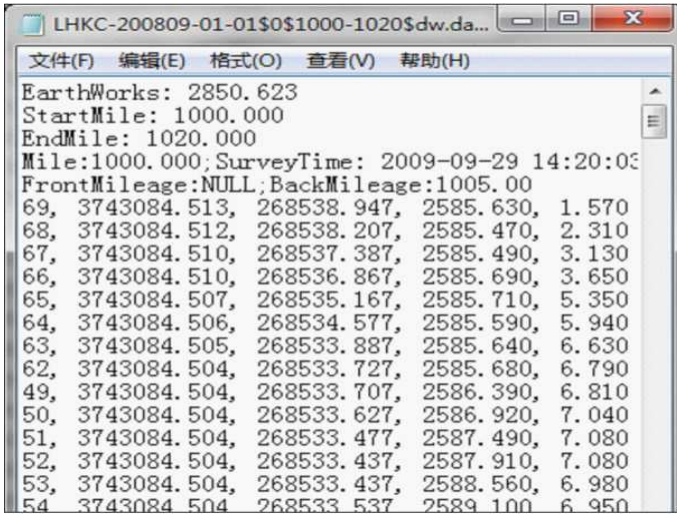 LHKC-200809-01-01$0$1000-1020$dw.da...
文件(F) 编辑(E) 格式(O) 查看(V) 帮助(H)
EarthWorks: 2850.623
StartMile: 1000.000
EndMile: 1020.000
Mile:1000.000;SurveyTime: 2009-09-29 14:20:03
FrontMileage:NULL;BackMileage:1005.00
69, 3743084.513, 268538.947, 2585.630, 1.570
68, 3743084.512, 268538.207, 2585.470, 2.310
67, 3743084.510, 268537.387, 2585.490, 3.130
66, 3743084.510, 268536.867, 2585.690, 3.650
65, 3743084.507, 268535.167, 2585.710, 5.350
64, 3743084.506, 268534.577, 2585.590, 5.940
63, 3743084.505, 268533.887, 2585.640, 6.630
62, 3743084.504, 268533.727, 2585.680, 6.790
49, 3743084.504, 268533.707, 2586.390, 6.810
50, 3743084.504, 268533.627, 2586.920, 7.040
51, 3743084.504, 268533.477, 2587.490, 7.080
52, 3743084.504, 268533.437, 2587.910, 7.080
53, 3743084.504, 268533.437, 2588.560, 6.980
54, 3743084.504, 268533.537, 2589.100, 6.950